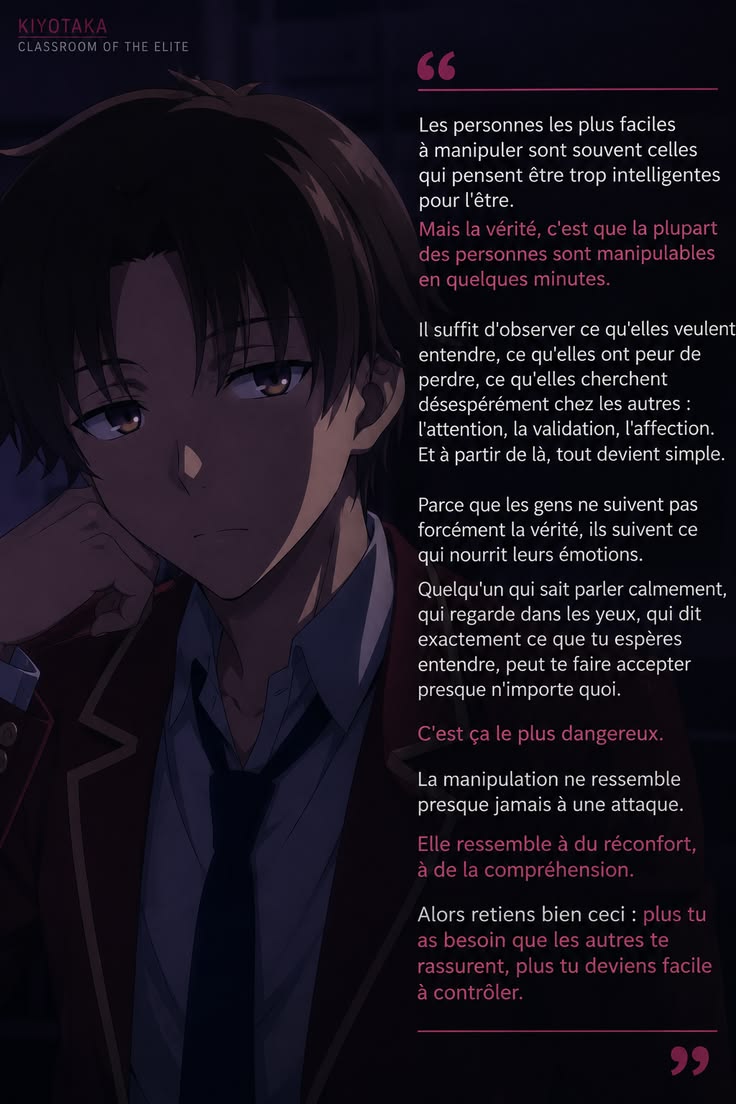 KIYOTAKA
CLASSROOM OF THE ELITE
“
Les personnes les plus faciles
à manipuler sont souvent celles
qui pensent être trop intelligentes
pour l'être.
Mais la vérité, c'est que la plupart
des personnes sont manipulables
en quelques minutes.
Il suffit d'observer ce qu'elles veulent
entendre, ce qu'elles ont peur de
perdre, ce qu'elles cherchent
désespérément chez les autres :
l'attention, la validation, l'affection.
Et à partir de là, tout devient simple.
Parce que les gens ne suivent pas
forcément la vérité, ils suivent ce
qui nourrit leurs émotions.
Quelqu'un qui sait parler calmement,
qui regarde dans les yeux, qui dit
exactement ce que tu espères
entendre, peut te faire accepter
presque n'importe quoi.
C'est ça le plus dangereux.
La manipulation ne ressemble
presque jamais à une attaque.
Elle ressemble à du réconfort,
à de la compréhension.
Alors retiens bien ceci : plus tu
as besoin que les autres te
rassurent, plus tu deviens facile
à contrôler.
”